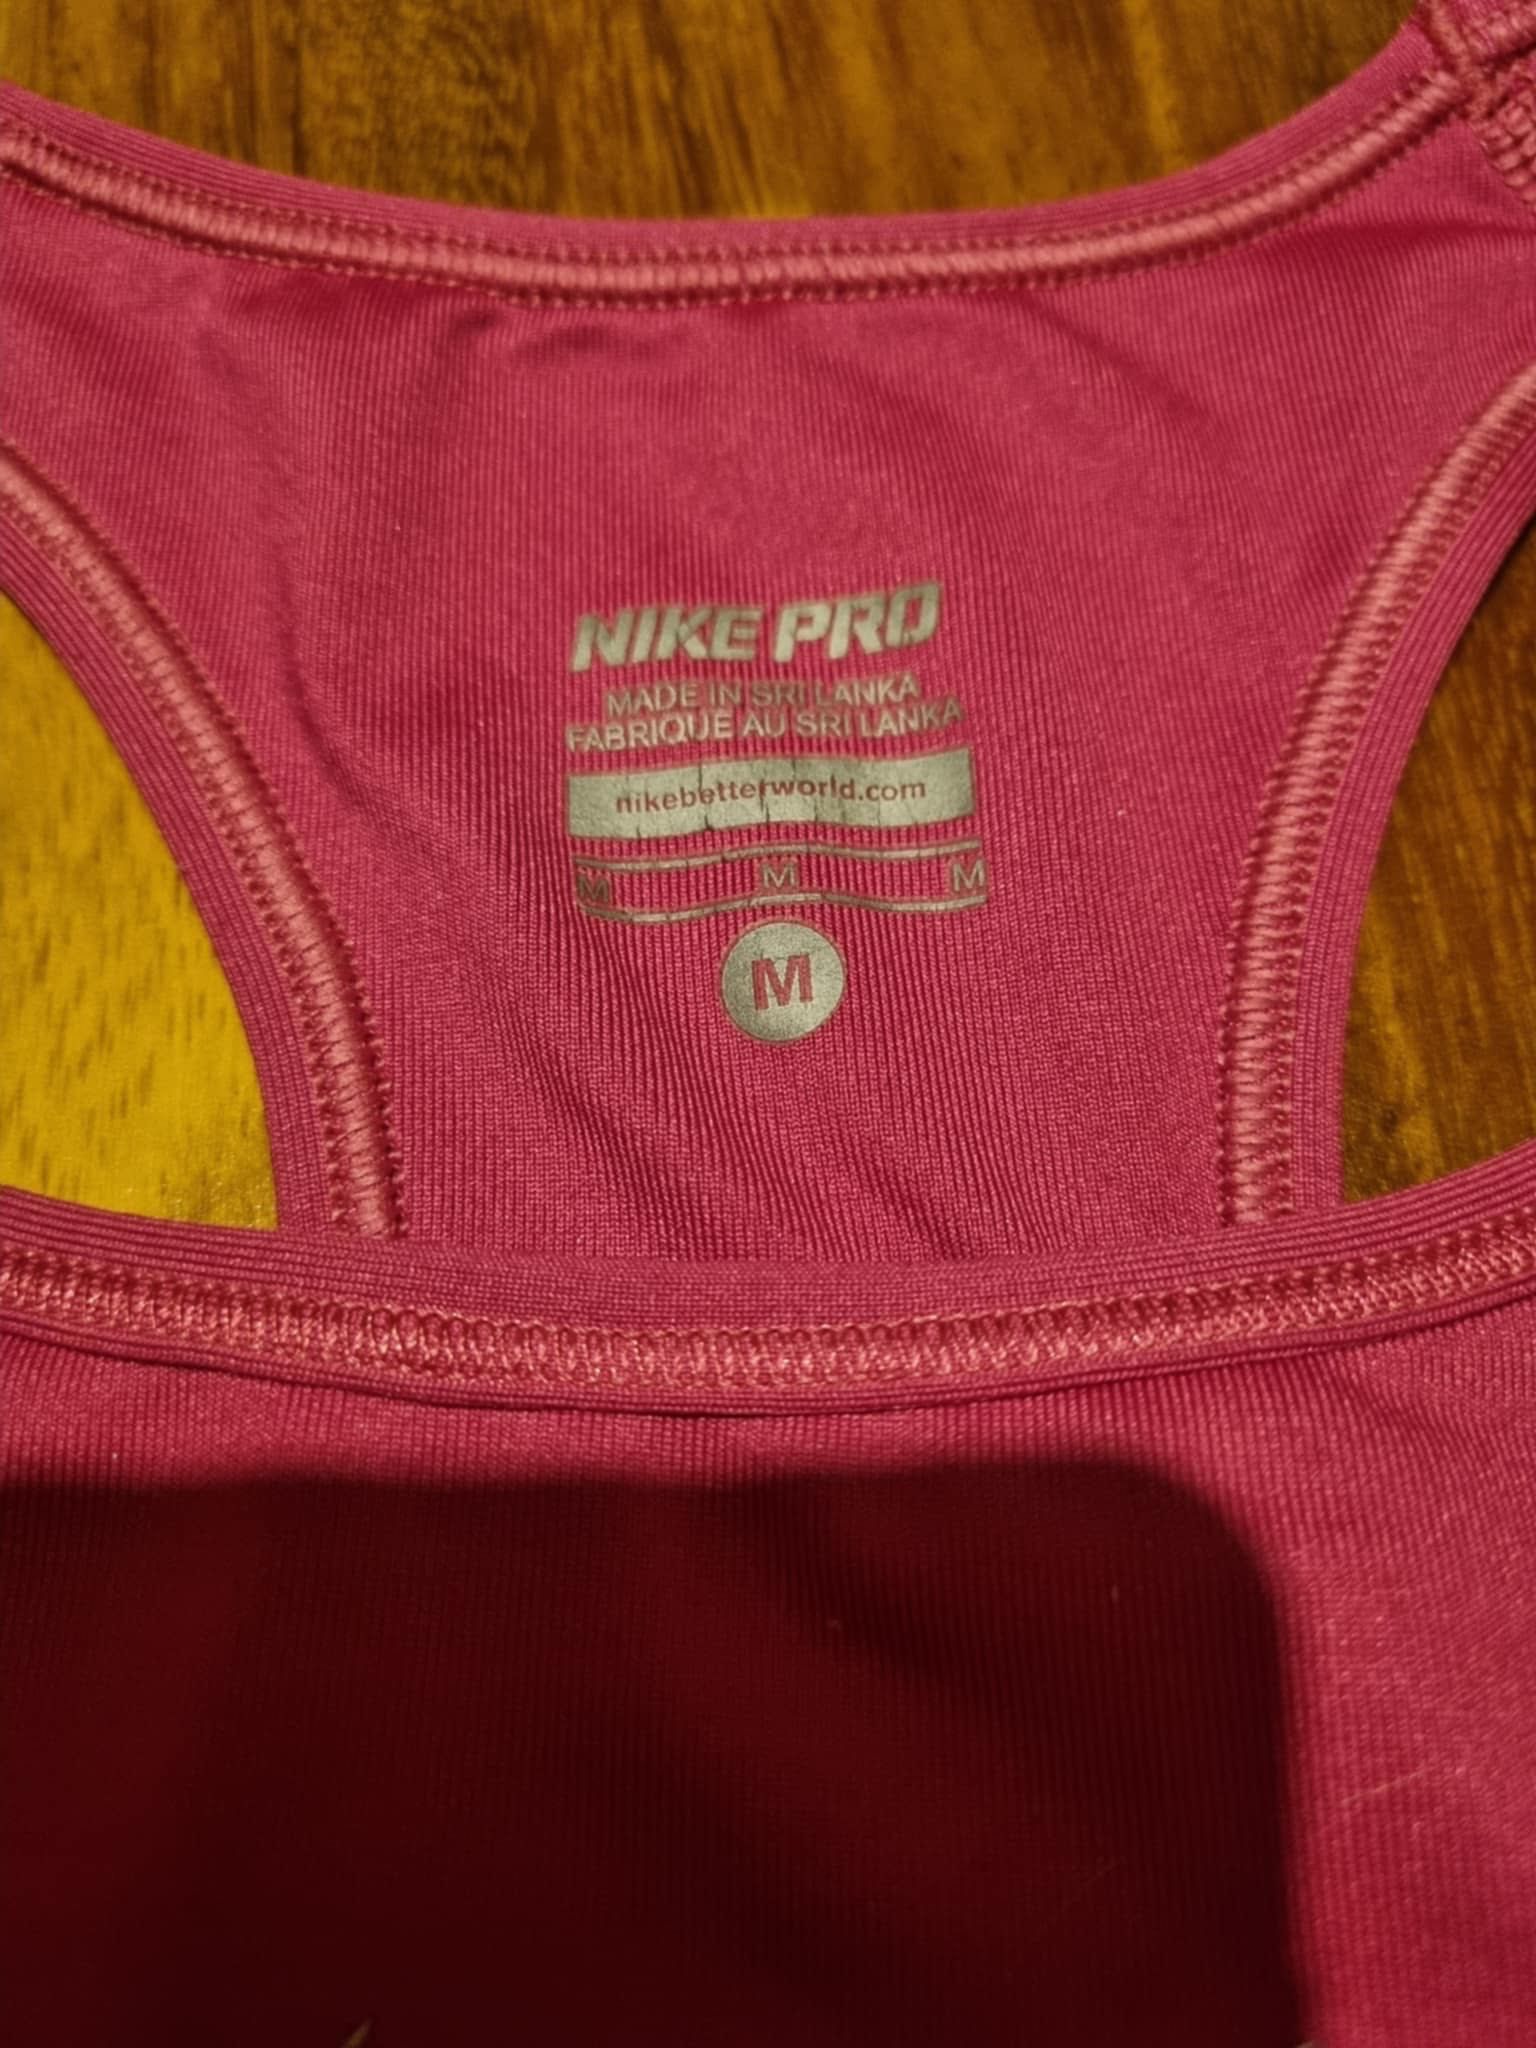 NIKE PRO
MADE IN SRI LANKA
FABRIQUE AU SRI LANKA
nikebetterworld.com
M M M
M